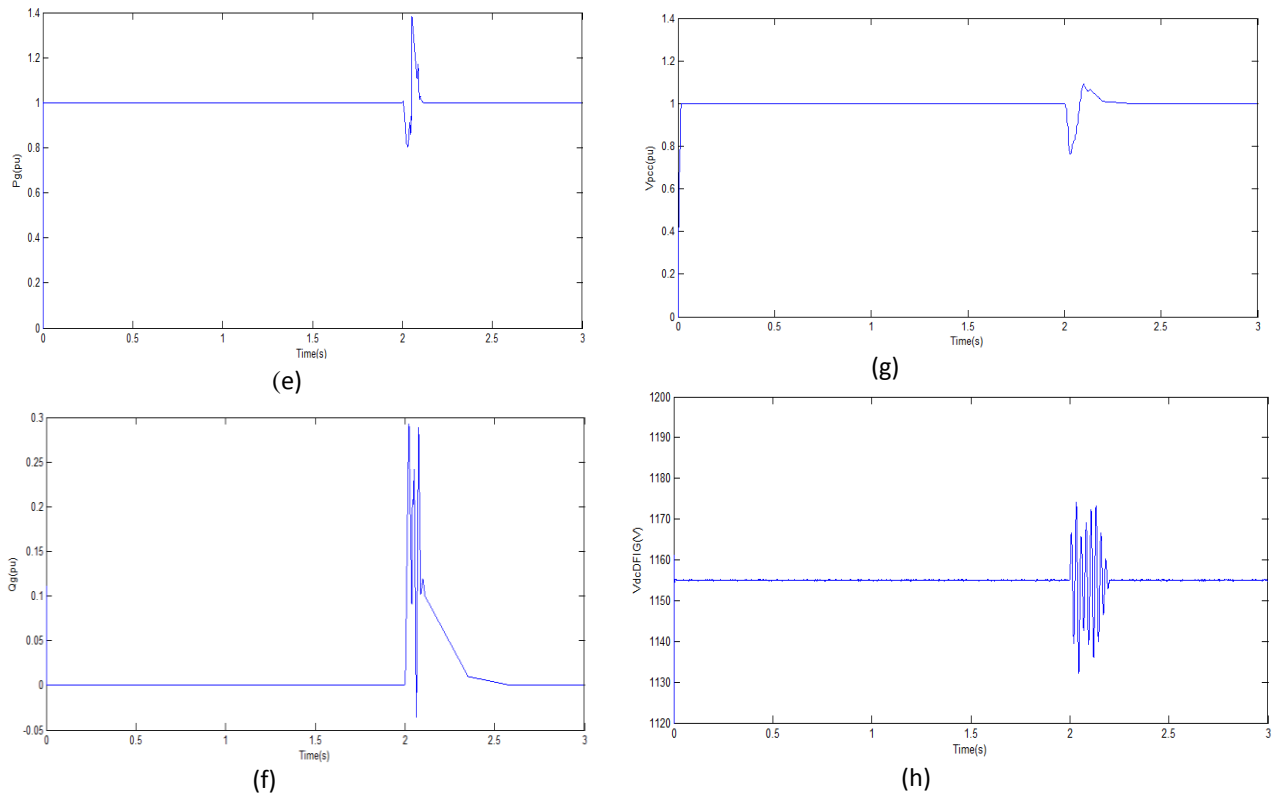 1.4
1.2
1
0.8
0.6
0.4
0.2
0
Pg(pu)
0 0.5 1 1.5 2 2.5 3
Time(s)
(e)
1.4
1.2
1
0.8
0.6
0.4
0.2
0
Vpcc(pu)
0 0.5 1 1.5 2 2.5 3
Time(s)
(g)
0.3
0.25
0.2
0.15
0.1
0.05
0
-0.05
Qg(pu)
0 0.5 1 1.5 2 2.5 3
Time(s)
(f)
1200
1190
1180
1170
1160
1150
1140
1130
1120
VdcDFIG(V)
0 0.5 1 1.5 2 2.5 3
Time(s)
(h)